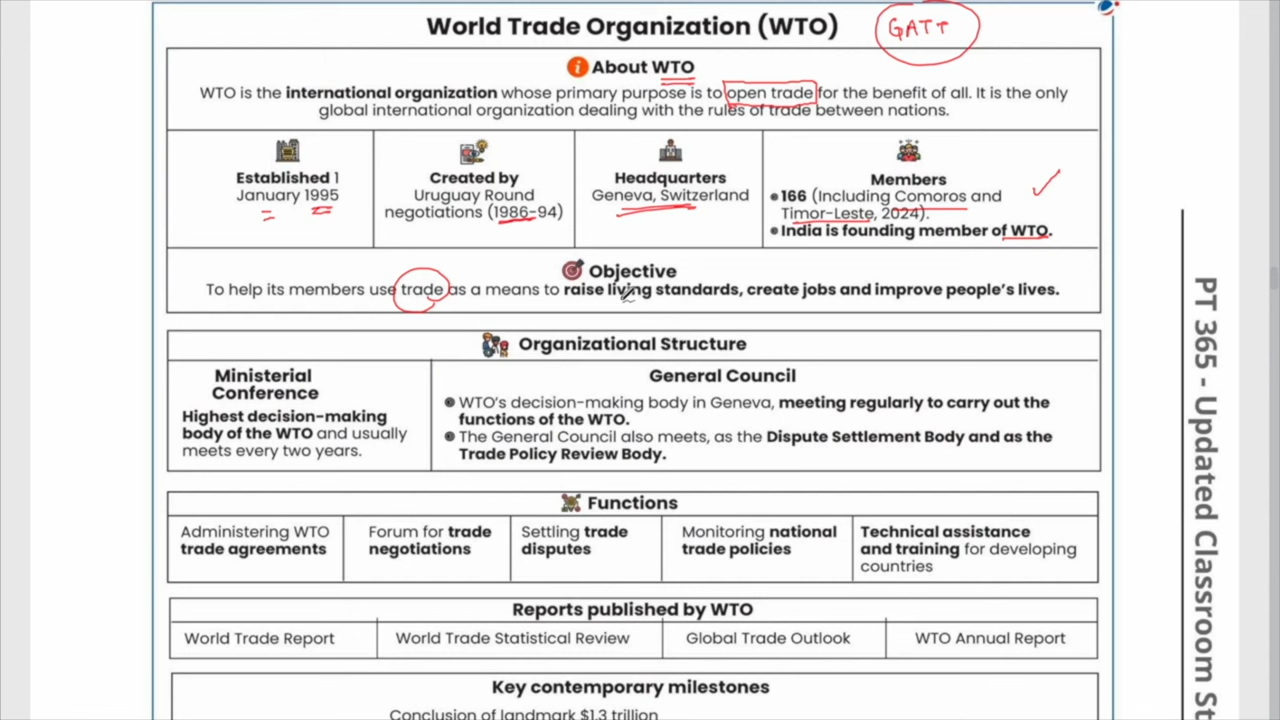 World Trade Organization (WTO)
GATT
About WTO
WTO is the international organization whose primary purpose is to open trade for the benefit of all. It is the only
global international organization dealing with the rules of trade between nations.
Established 1
January 1995
Created by
Uruguay Round
negotiations (1986-94)
Headquarters
Geneva, Switzerland
Members
166 (Including Comoros and
Timor-Leste, 2024).
India is founding member of WTO.
Objective
To help its members use trade as a means to raise living standards, create jobs and improve people's lives.
Organizational Structure
Ministerial
Conference
Highest decision-making
body of the WTO and usually
meets every two years.
General Council
WTO's decision-making body in Geneva, meeting regularly to carry out the
functions of the WTO.
The General Council also meets, as the Dispute Settlement Body and as the
Trade Policy Review Body.
Functions
Administering WTO
trade agreements
Forum for trade
negotiations
Settling trade
disputes
Monitoring national
trade policies
Technical assistance
and training for developing
countries
Reports published by WTO
World Trade Report
World Trade Statistical Review
Global Trade Outlook
WTO Annual Report
Key contemporary milestones
Conclusion of landmark $1.3 trillion
PT 365 - Updated Classroom St